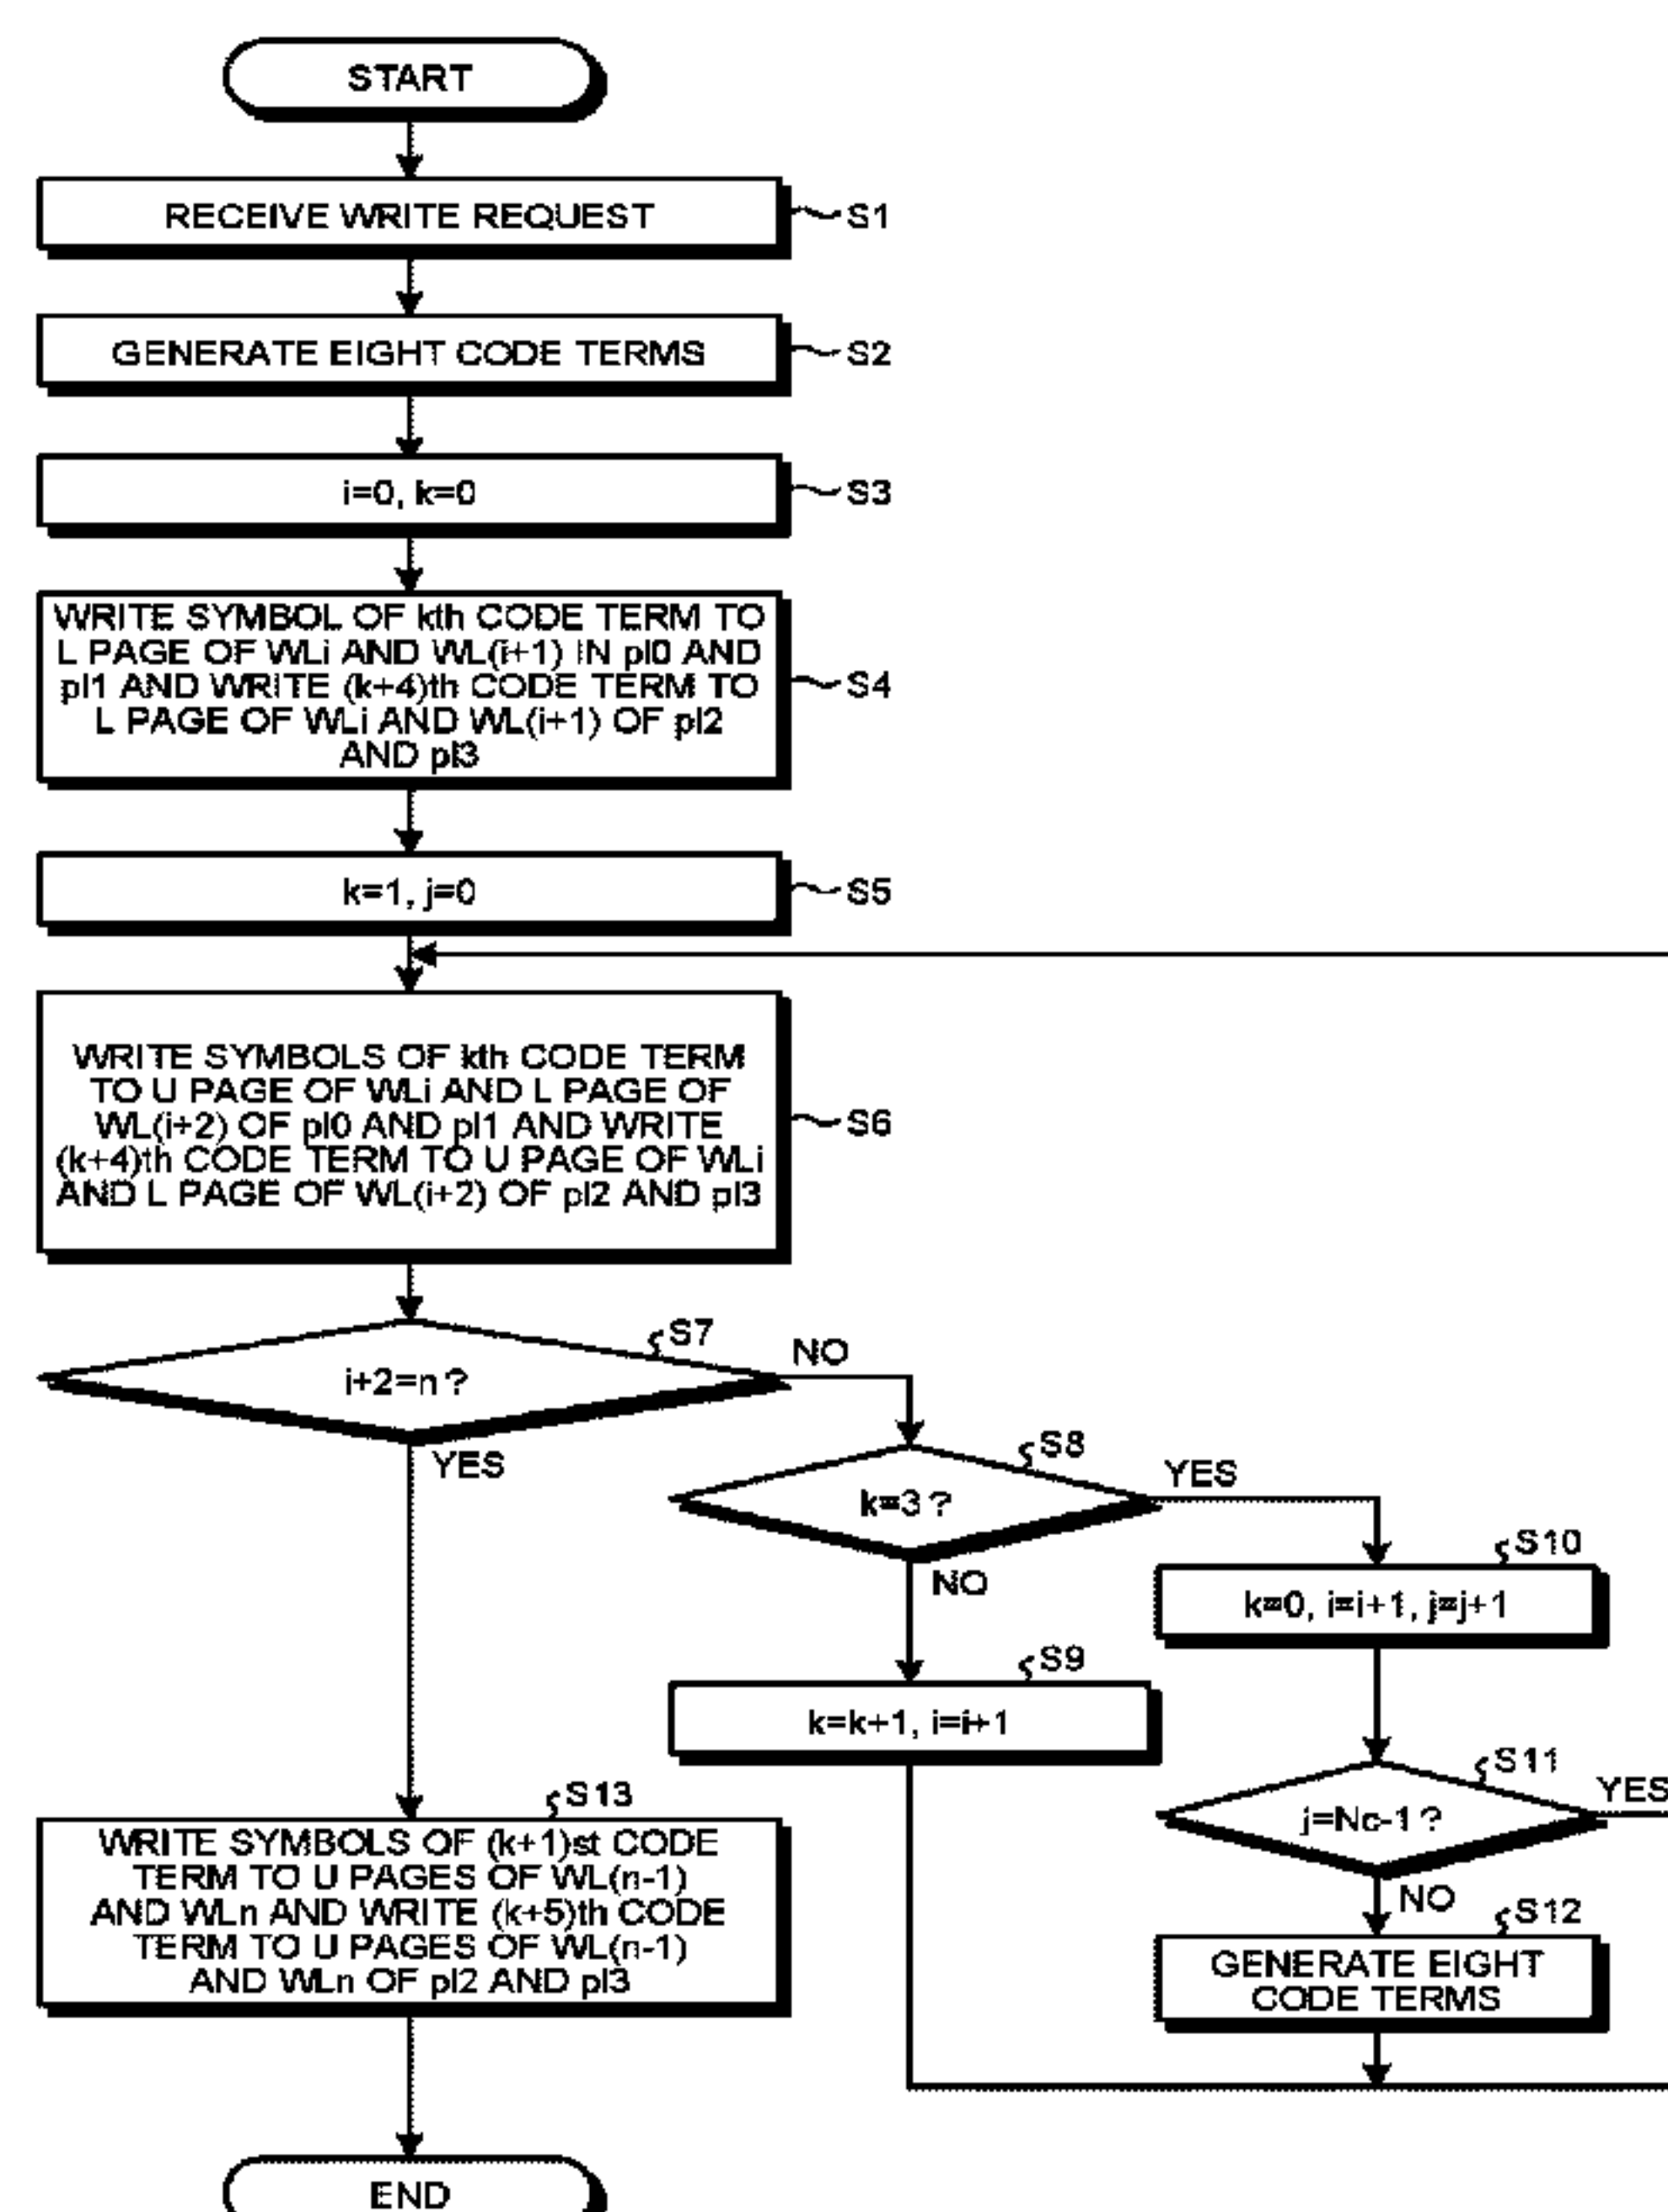 START
RECEIVE WRITE REQUEST
S1
GENERATE EIGHT CODE TERMS
S2
i=0, k=0
S3
WRITE SYMBOL OF kth CODE TERM TO
L PAGE OF WLi AND WL(i+1) IN pl0 AND
pl1 AND WRITE (k+4)th CODE TERM TO
L PAGE OF WLi AND WL(i+1) OF pl2
AND pl3
S4
k=1, j=0
S5
WRITE SYMBOLS OF kth CODE TERM
TO U PAGE OF WLi AND L PAGE OF
WL(i+2) OF pl0 AND pl1 AND WRITE
(k+4)th CODE TERM TO U PAGE OF WLi
AND L PAGE OF WL(i+2) OF pl2 AND pl3
S6
S7
i+2=n ?
NO
YES
S8
k=3 ?
YES
NO
S10
k=0, i=i+1, j=j+1
S9
k=k+1, i=i+1
S11
j=Nc-1 ?
YES
NO
S12
GENERATE EIGHT
CODE TERMS
S13
WRITE SYMBOLS OF (k+1)st CODE
TERM TO U PAGES OF WL(n-1)
AND WLn AND WRITE (k+5)th CODE
TERM TO U PAGES OF WL(n-1)
AND WLn OF pl2 AND pl3
END